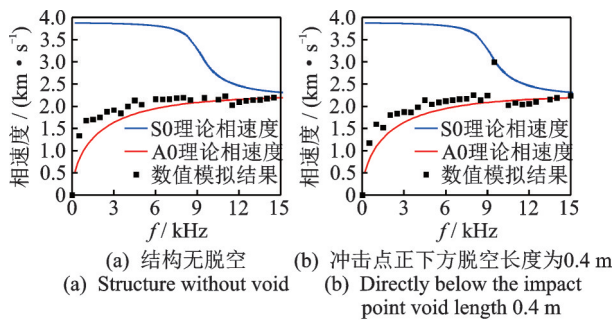 4.0
3.5
3.0
2.5
2.0
1.5
1.0
0.5
0
相速度 / (km·s⁻¹)
S0理论相速度
A0理论相速度
数值模拟结果
0 3 6 9 12 15
f / kHz
(a) 结构无脱空
(a) Structure without void
4.0
3.5
3.0
2.5
2.0
1.5
1.0
0.5
0
相速度 / (km·s⁻¹)
S0理论相速度
A0理论相速度
数值模拟结果
0 3 6 9 12 15
f / kHz
(b) 冲击点正下方脱空长度为0.4 m
(b) Directly below the impact
point void length 0.4 m